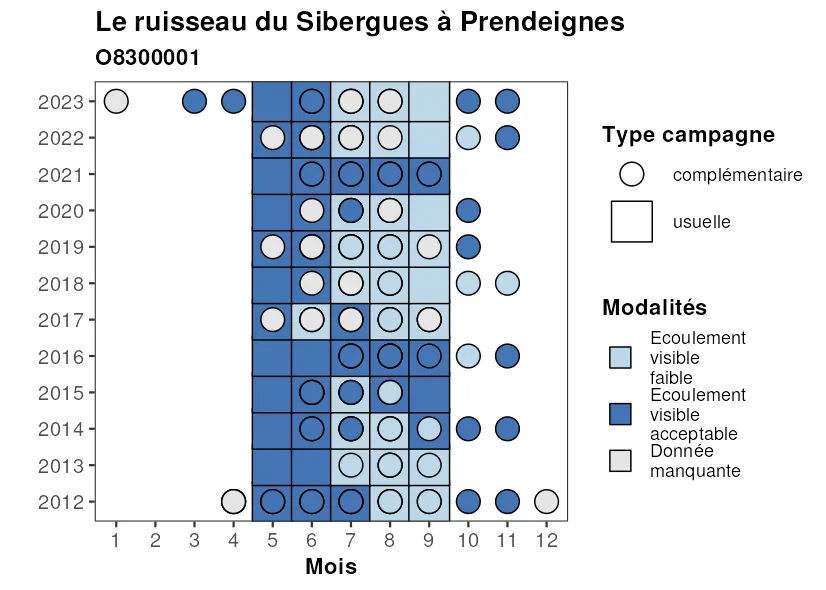 Le ruisseau du Sibergues à Prendeignes
O8300001
2023
2022
2021
2020
2019
2018
2017
2016
2015
2014
2013
2012
1 2 3 4 5 6 7 8 9 10 11 12
Mois
Type campagne
complémentaire
usuelle
Modalités
Ecoulement
visible
faible
Ecoulement
visible
acceptable
Donnée
manquante